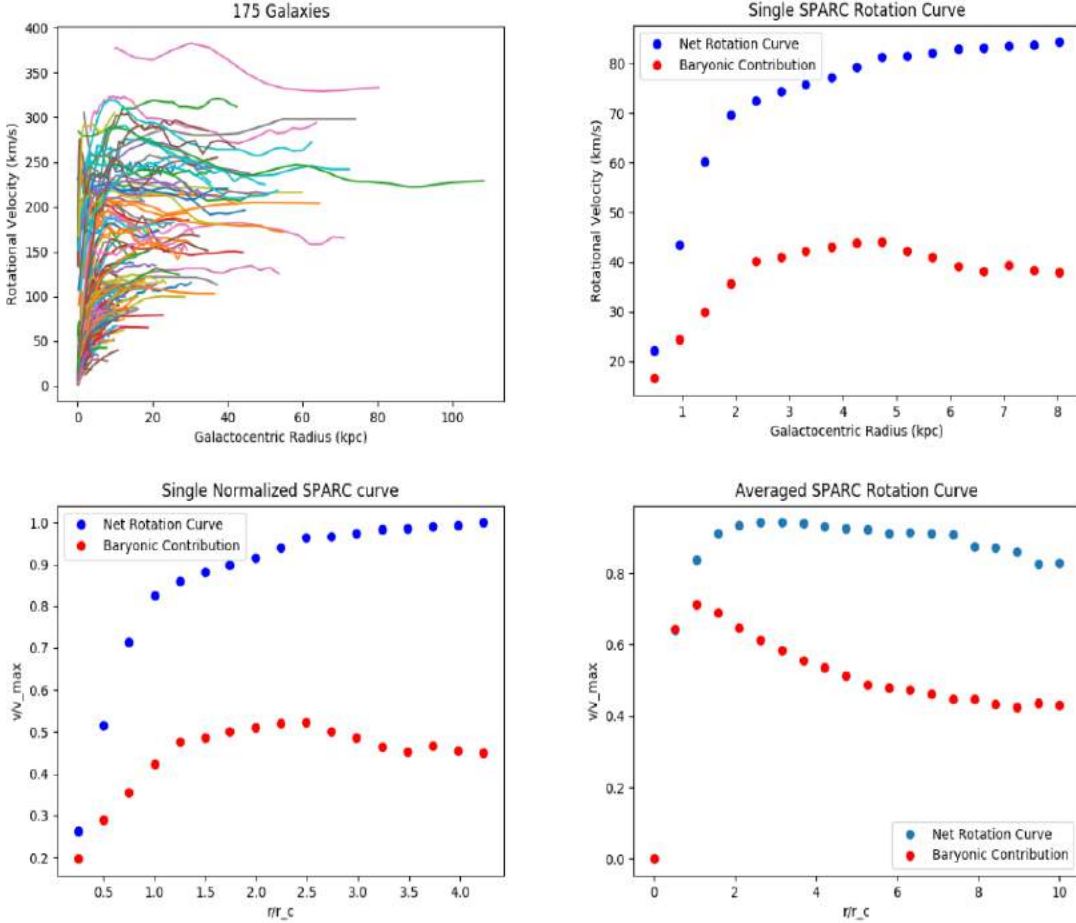 175 Galaxies
400
350
300
250
200
150
100
50
0
Rotational Velocity (km/s)
0 20 40 60 80 100
Galactocentric Radius (kpc)
Single SPARC Rotation Curve
Net Rotation Curve
Baryonic Contribution
80
70
60
50
40
30
20
Rotational Velocity (km/s)
1 2 3 4 5 6 7 8
Galactocentric Radius (kpc)
Single Normalized SPARC curve
Net Rotation Curve
Baryonic Contribution
1.0
0.9
0.8
0.7
0.6
0.5
0.4
0.3
0.2
v/v_max
0.5 1.0 1.5 2.0 2.5 3.0 3.5 4.0
r/r_c
Averaged SPARC Rotation Curve
0.8
0.6
0.4
0.2
0.0
v/v_max
Net Rotation Curve
Baryonic Contribution
0 2 4 6 8 10
r/r_c